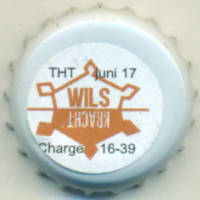 THT juni 17
WILS
KRACHT
Charge 16-39